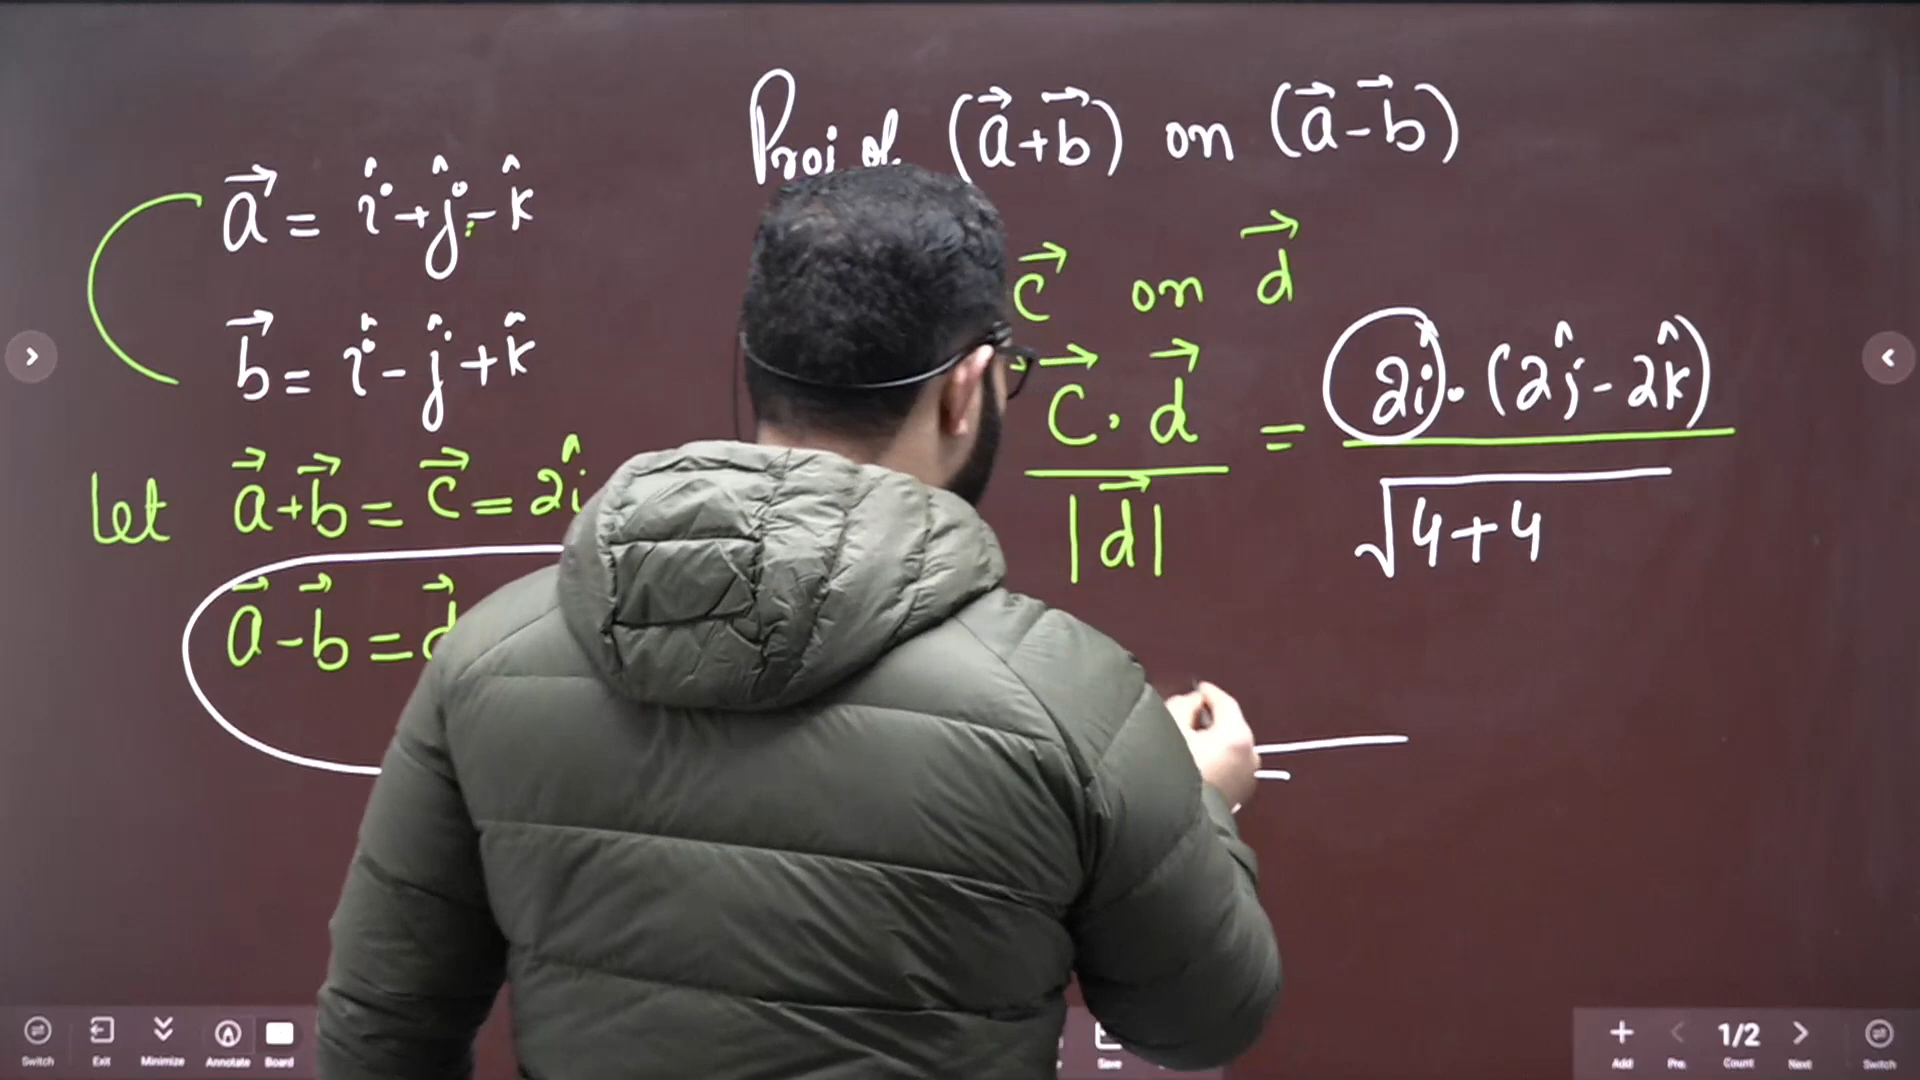 Proj of (a⃗+b⃗) on (a⃗-b⃗)
a⃗ = î+ĵ-k̂
b⃗ = î-ĵ+k̂
let a⃗+b⃗ = c⃗ = 2î
a⃗-b⃗ = d⃗
c⃗ on d⃗
c⃗.d⃗ / |d⃗| = 2î.(2ĵ-2k̂) / √4+4
=
Switch Exit Minimize Annotate Board Save Add Pre. 1/2 Count Next Switch